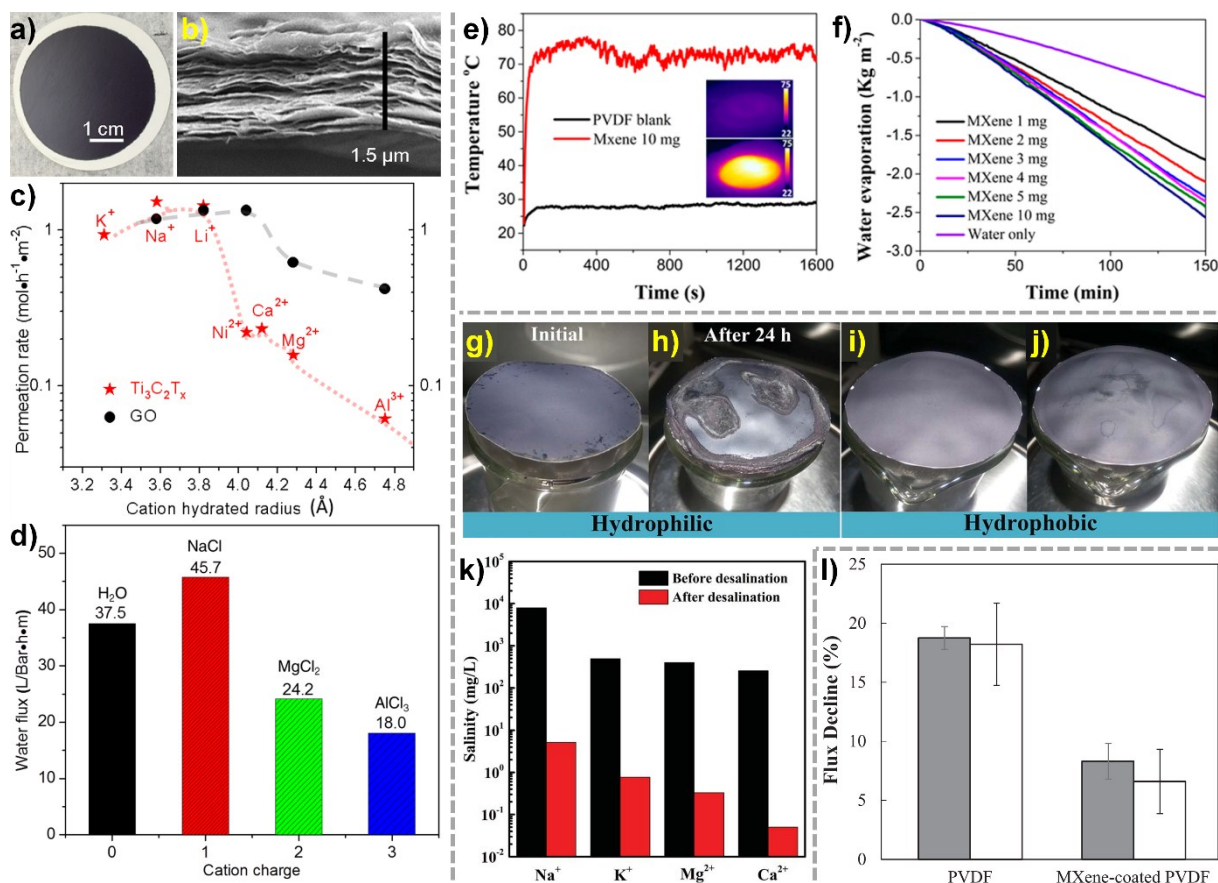 a)
1 cm
b)
1.5 µm
c)
Permeation rate (mol•h⁻¹•m⁻²)
1
0.1
1
0.1
K⁺
Na⁺
Li⁺
Ni²⁺
Ca²⁺
Mg²⁺
Al³⁺
Ti₃C₂Tₓ
GO
3.2 3.4 3.6 3.8 4.0 4.2 4.4 4.6 4.8
Cation hydrated radius (Å)
d)
Water flux (L/Bar•h•m)
50
40
30
20
10
0
H₂O
37.5
NaCl
45.7
MgCl₂
24.2
AlCl₃
18.0
0 1 2 3
Cation charge
e)
Temperature °C
80
70
60
50
40
30
20
PVDF blank
Mxene 10 mg
75
22
75
22
0 400 800 1200 1600
Time (s)
f)
Water evaporation (Kg m⁻²)
0.0
-0.5
-1.0
-1.5
-2.0
-2.5
-3.0
MXene 1 mg
MXene 2 mg
MXene 3 mg
MXene 4 mg
MXene 5 mg
MXene 10 mg
Water only
0 50 100 150
Time (min)
g)
Initial
h)
After 24 h
i)
j)
Hydrophilic
Hydrophobic
k)
Salinity (mg/L)
10⁵
10⁴
10³
10²
10¹
10⁰
10⁻¹
10⁻²
Before desalination
After desalination
Na⁺ K⁺ Mg²⁺ Ca²⁺
l)
Flux Decline (%)
25
20
15
10
5
0
PVDF
MXene-coated PVDF